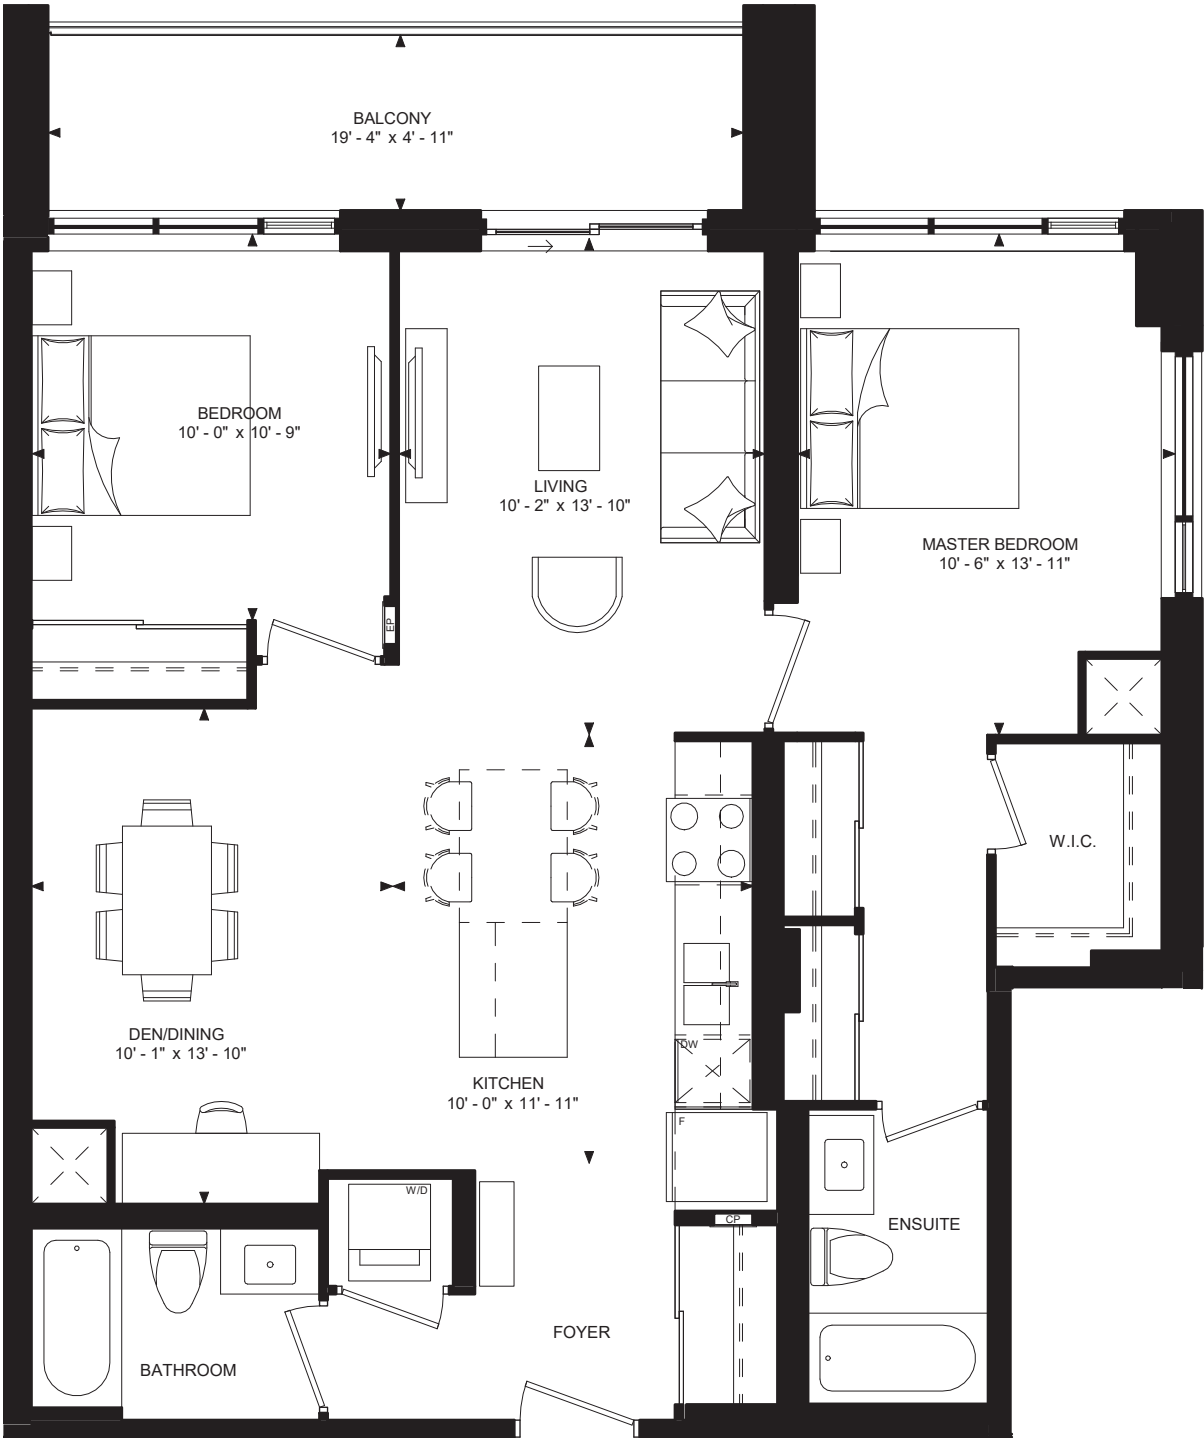 BALCONY
19' - 4" x 4' - 11"
BEDROOM
10' - 0" x 10' - 9"
LIVING
10' - 2" x 13' - 10"
MASTER BEDROOM
10' - 6" x 13' - 11"
EP
W.I.C.
DEN/DINING
10' - 1" x 13' - 10"
DW
KITCHEN
10' - 0" x 11' - 11"
F
W/D
CP
ENSUITE
FOYER
BATHROOM